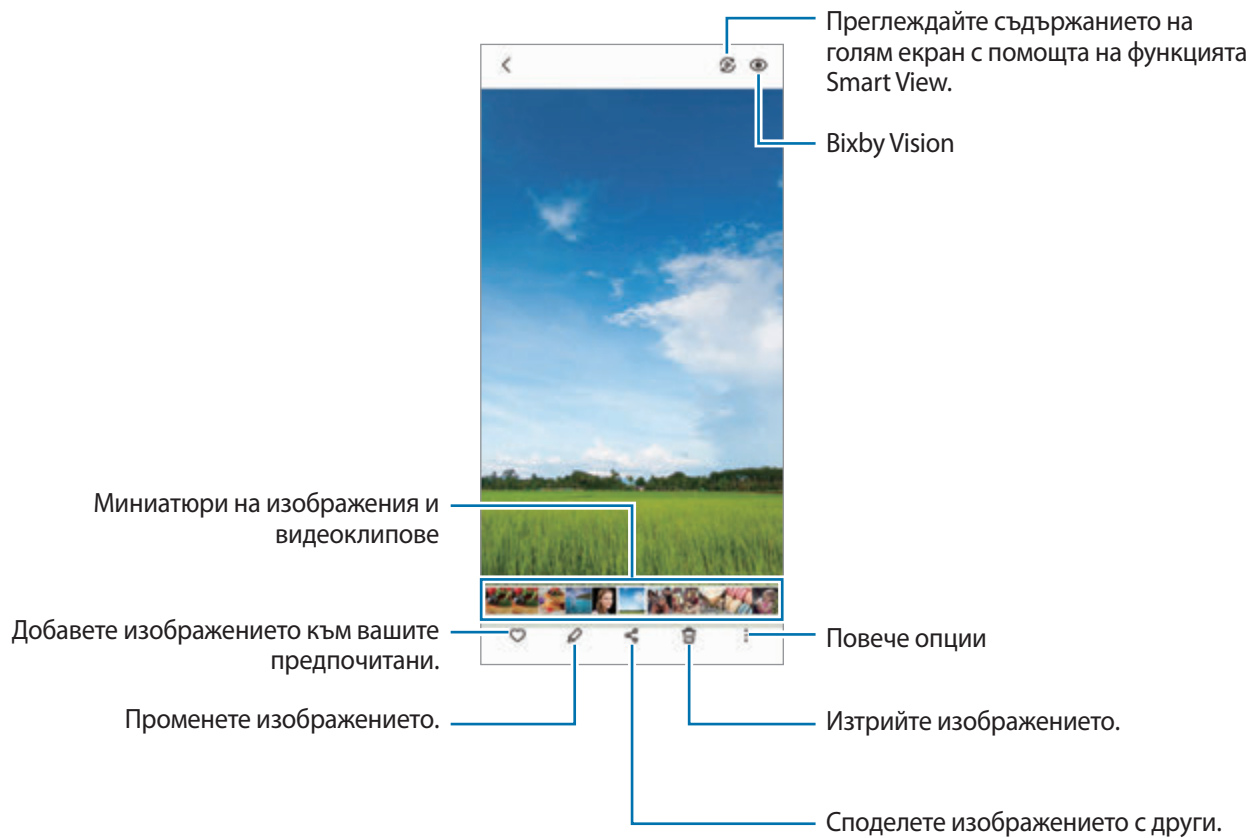 Преглеждайте съдържанието на
голям екран с помощта на функцията
Smart View.
Bixby Vision
Миниатюри на изображения и
видеоклипове
Добавете изображението към вашите
предпочитани.
Повече опции
Променете изображението.
Изтрийте изображението.
Споделете изображението с други.